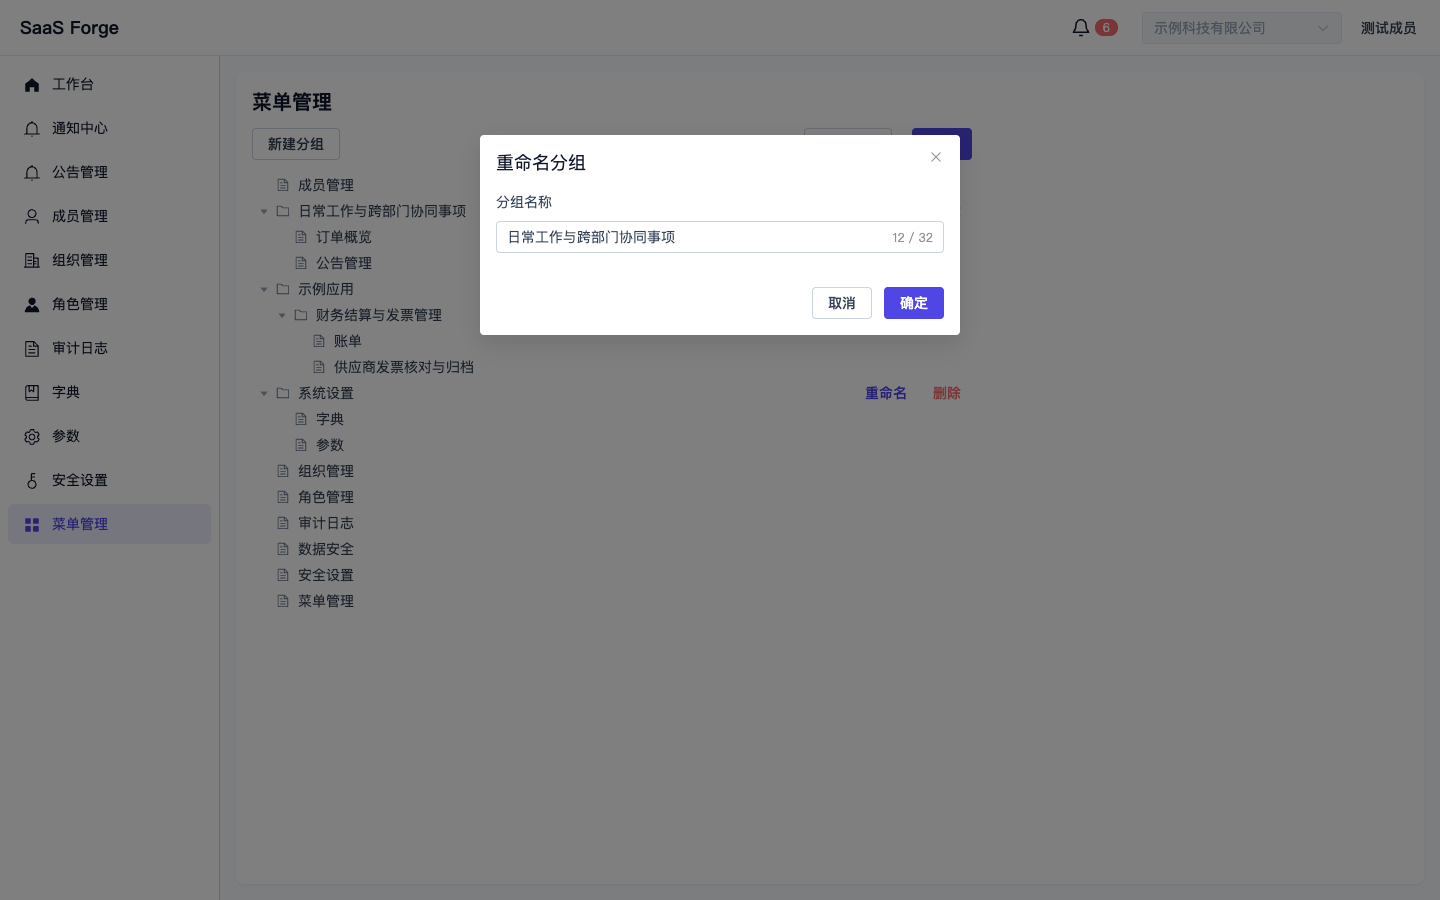 SaaS Forge
6
示例科技有限公司
测试成员
工作台
通知中心
公告管理
成员管理
组织管理
角色管理
审计日志
字典
参数
安全设置
菜单管理
菜单管理
新建分组
成员管理
日常工作与跨部门协同事项
订单概览
公告管理
示例应用
财务结算与发票管理
账单
供应商发票核对与归档
系统设置
重命名 删除
字典
参数
组织管理
角色管理
审计日志
数据安全
安全设置
菜单管理
重命名分组
分组名称
日常工作与跨部门协同事项 12 / 32
取消 确定